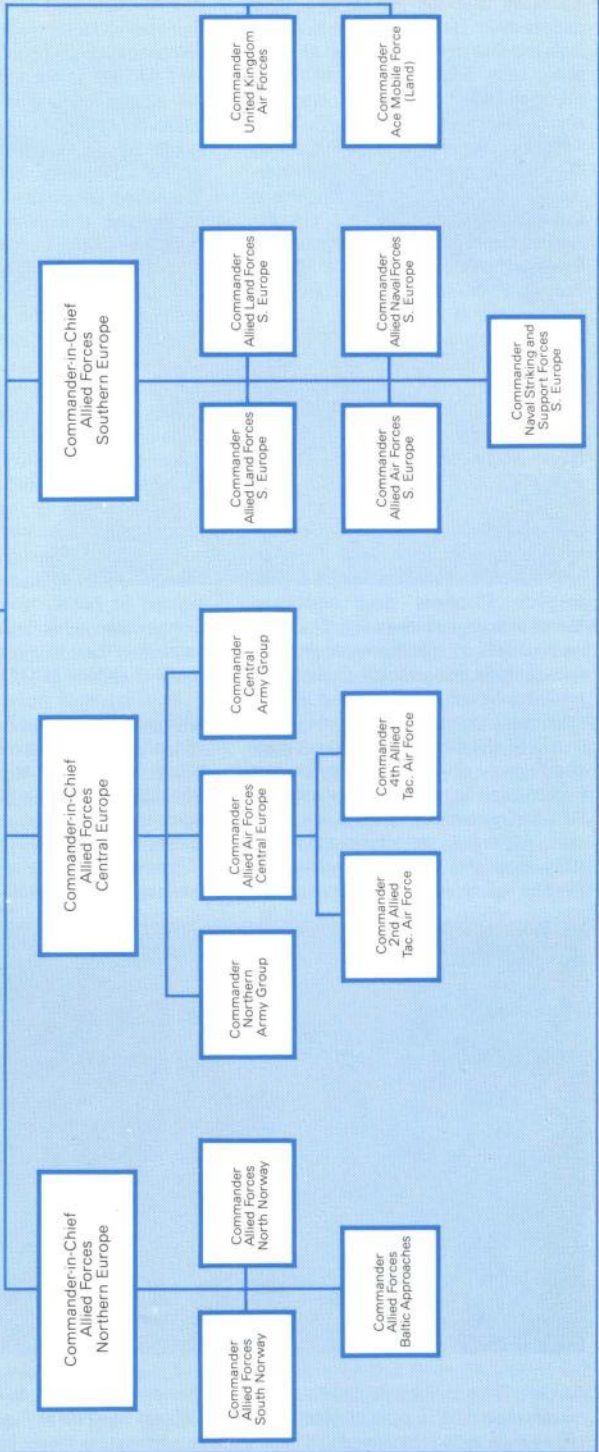 Commander-in-Chief
Allied Forces
Northern Europe
Commander
Allied Forces
South Norway
Commander
Allied Forces
North Norway
Commander
Allied Forces
Baltic Approaches
Commander-in-Chief
Allied Forces
Central Europe
Commander
Northern
Army Group
Commander
Allied Air Forces
Central Europe
Commander
Central
Army Group
Commander
2nd Allied
Tac. Air Force
Commander
4th Allied
Tac. Air Force
Commander-in-Chief
Allied Forces
Southern Europe
Commander
Allied Land Forces
S. Europe
Commander
Allied Land Forces
S. Europe
Commander
Allied Air Forces
S. Europe
Commander
Allied Naval Forces
S. Europe
Commander
Naval Striking and
Support Forces
S. Europe
Commander
United Kingdom
Air Forces
Commander
Ace Mobile Force
(Land)